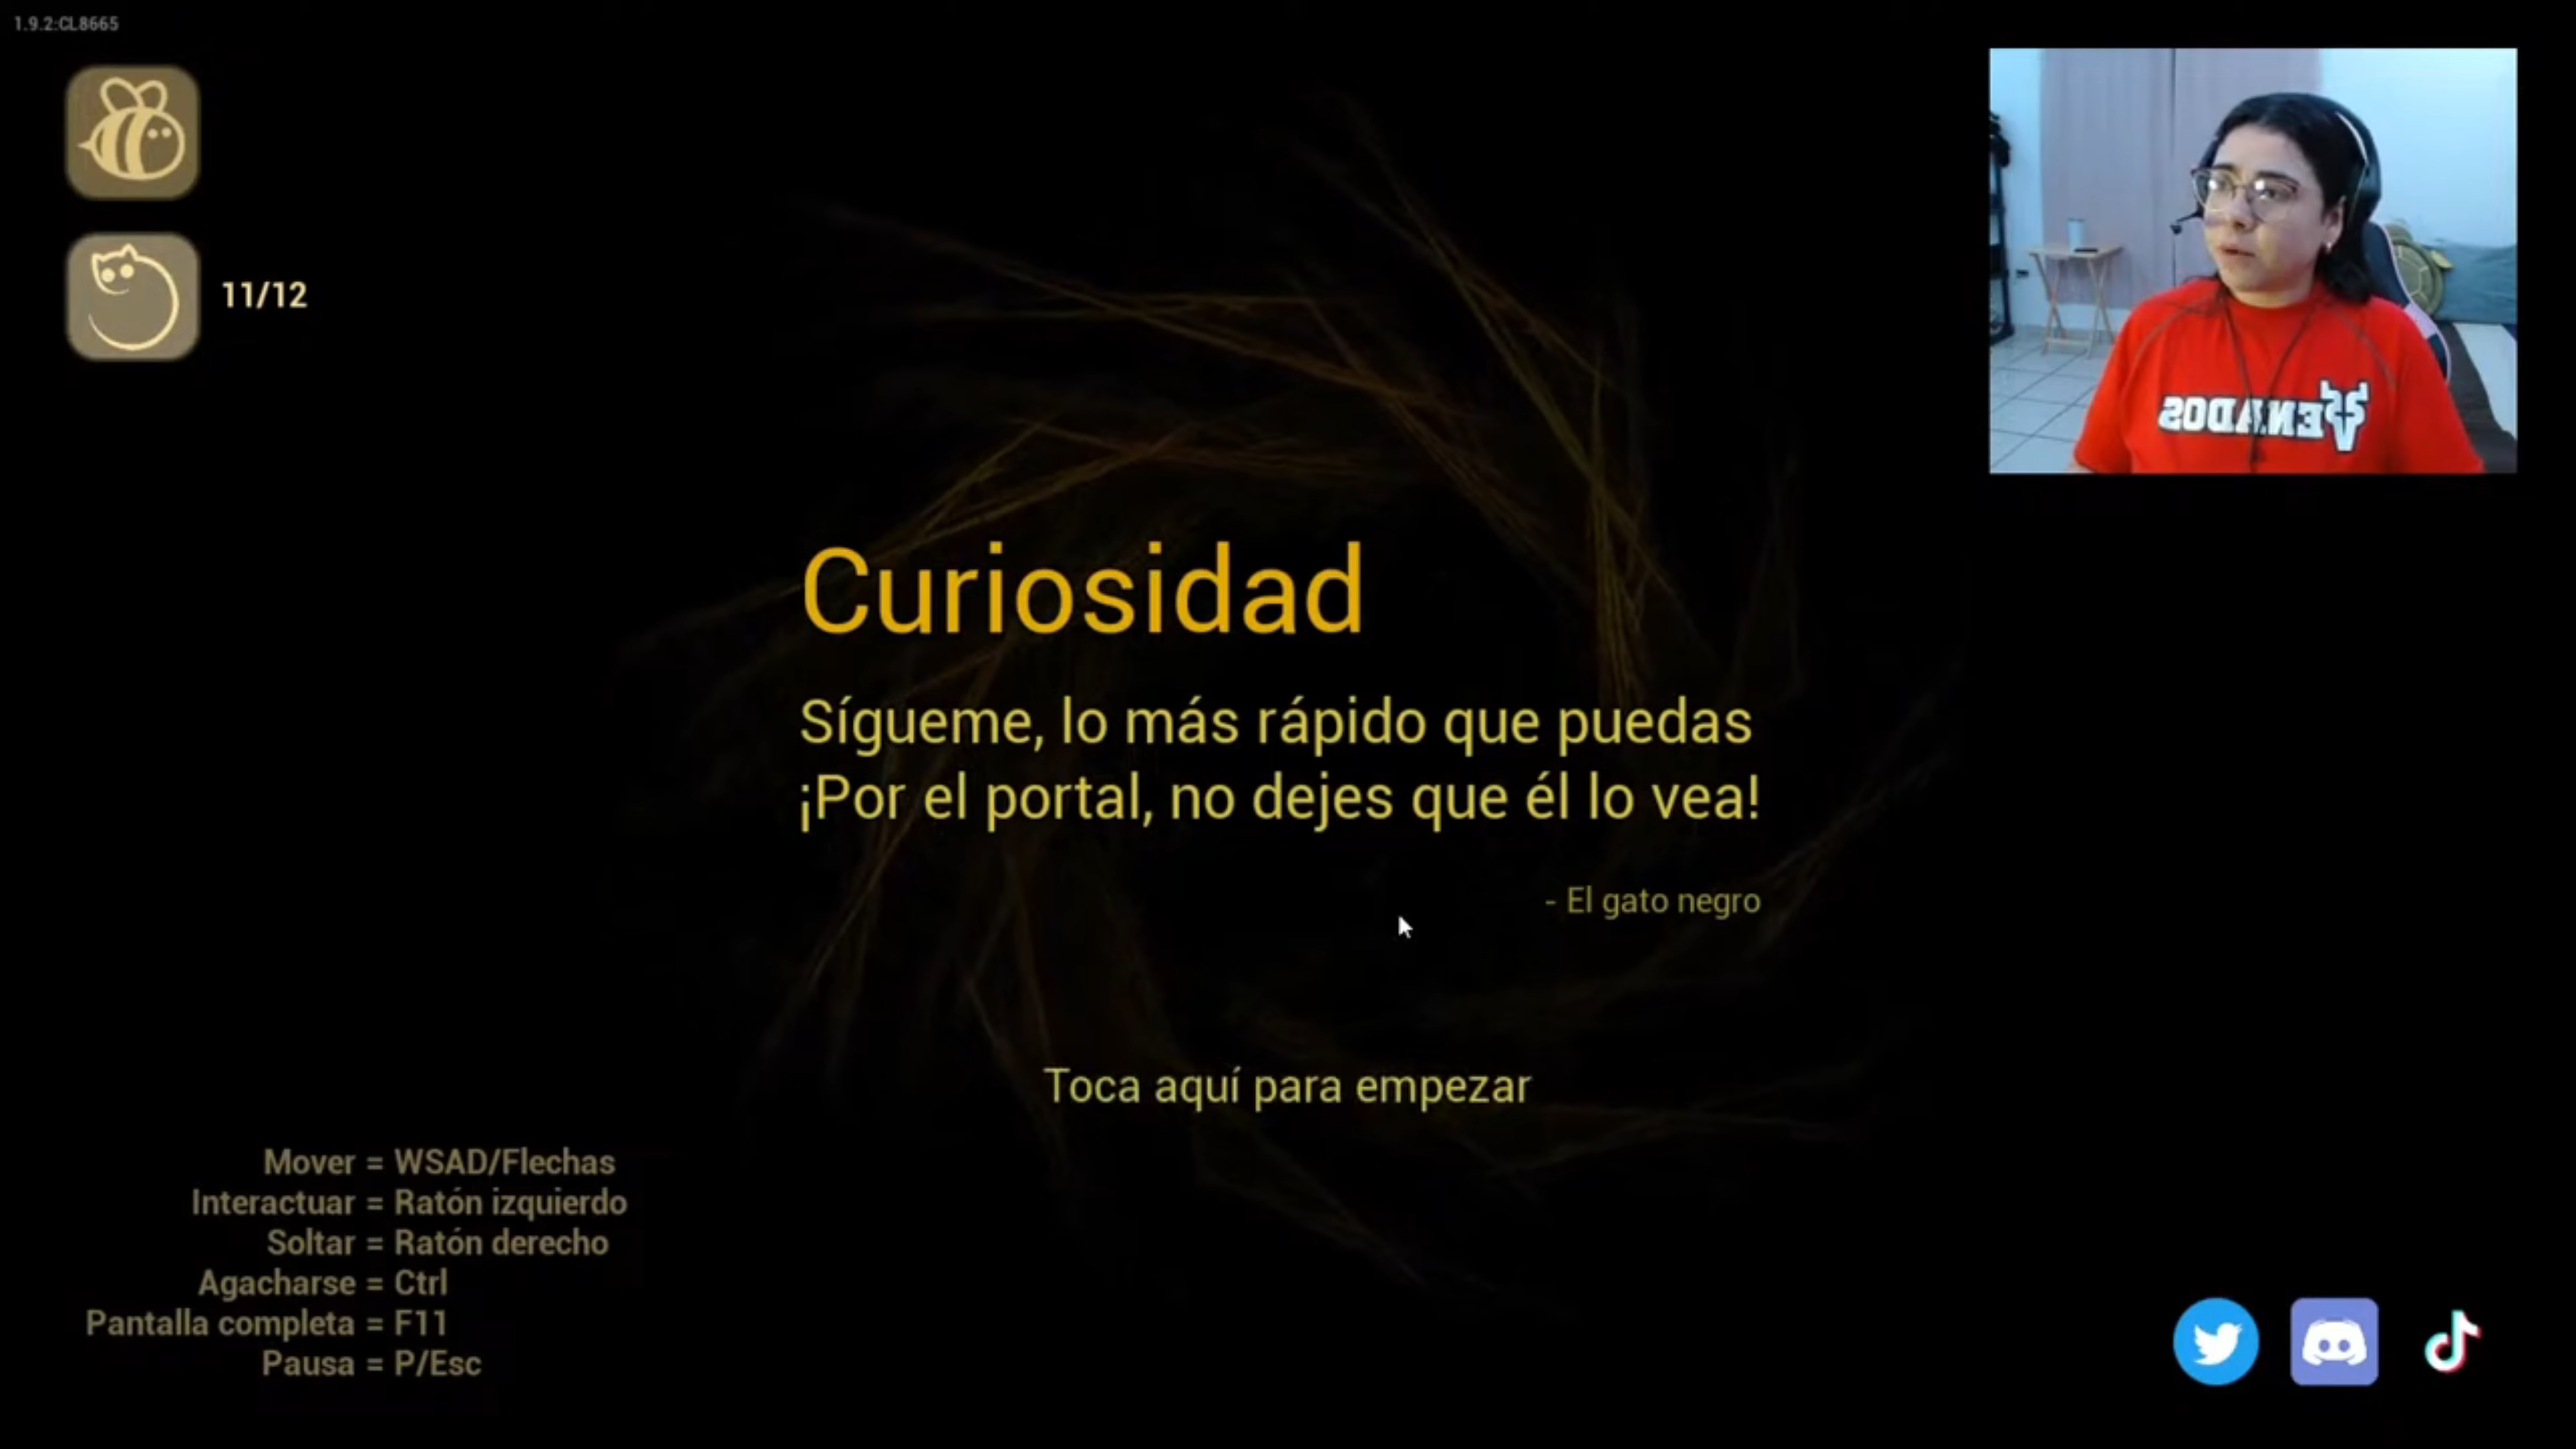 1.9.2:CL8665
11/12
VENADOS
Curiosidad
Sígueme, lo más rápido que puedas
¡Por el portal, no dejes que él lo vea!
- El gato negro
Toca aquí para empezar
Mover = WSAD/Flechas
Interactuar = Ratón izquierdo
Soltar = Ratón derecho
Agacharse = Ctrl
Pantalla completa = F11
Pausa = P/Esc